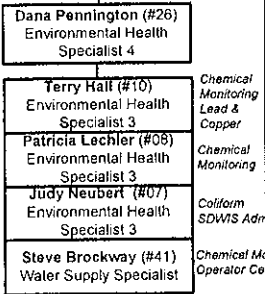 Dana Pennington (#26)
Environmental Health
Specialist 4
Terry Hall (#10)
Environmental Health
Specialist 3
Chemical
Monitoring
Lead &
Copper
Patricia Lechler (#08)
Environmental Health
Specialist 3
Chemical
Monitoring
Judy Neubert (#07)
Environmental Health
Specialist 3
Coliform
SDWIS Adm
Steve Brockway (#41)
Water Supply Specialist
Chemical Mo
Operator Ce